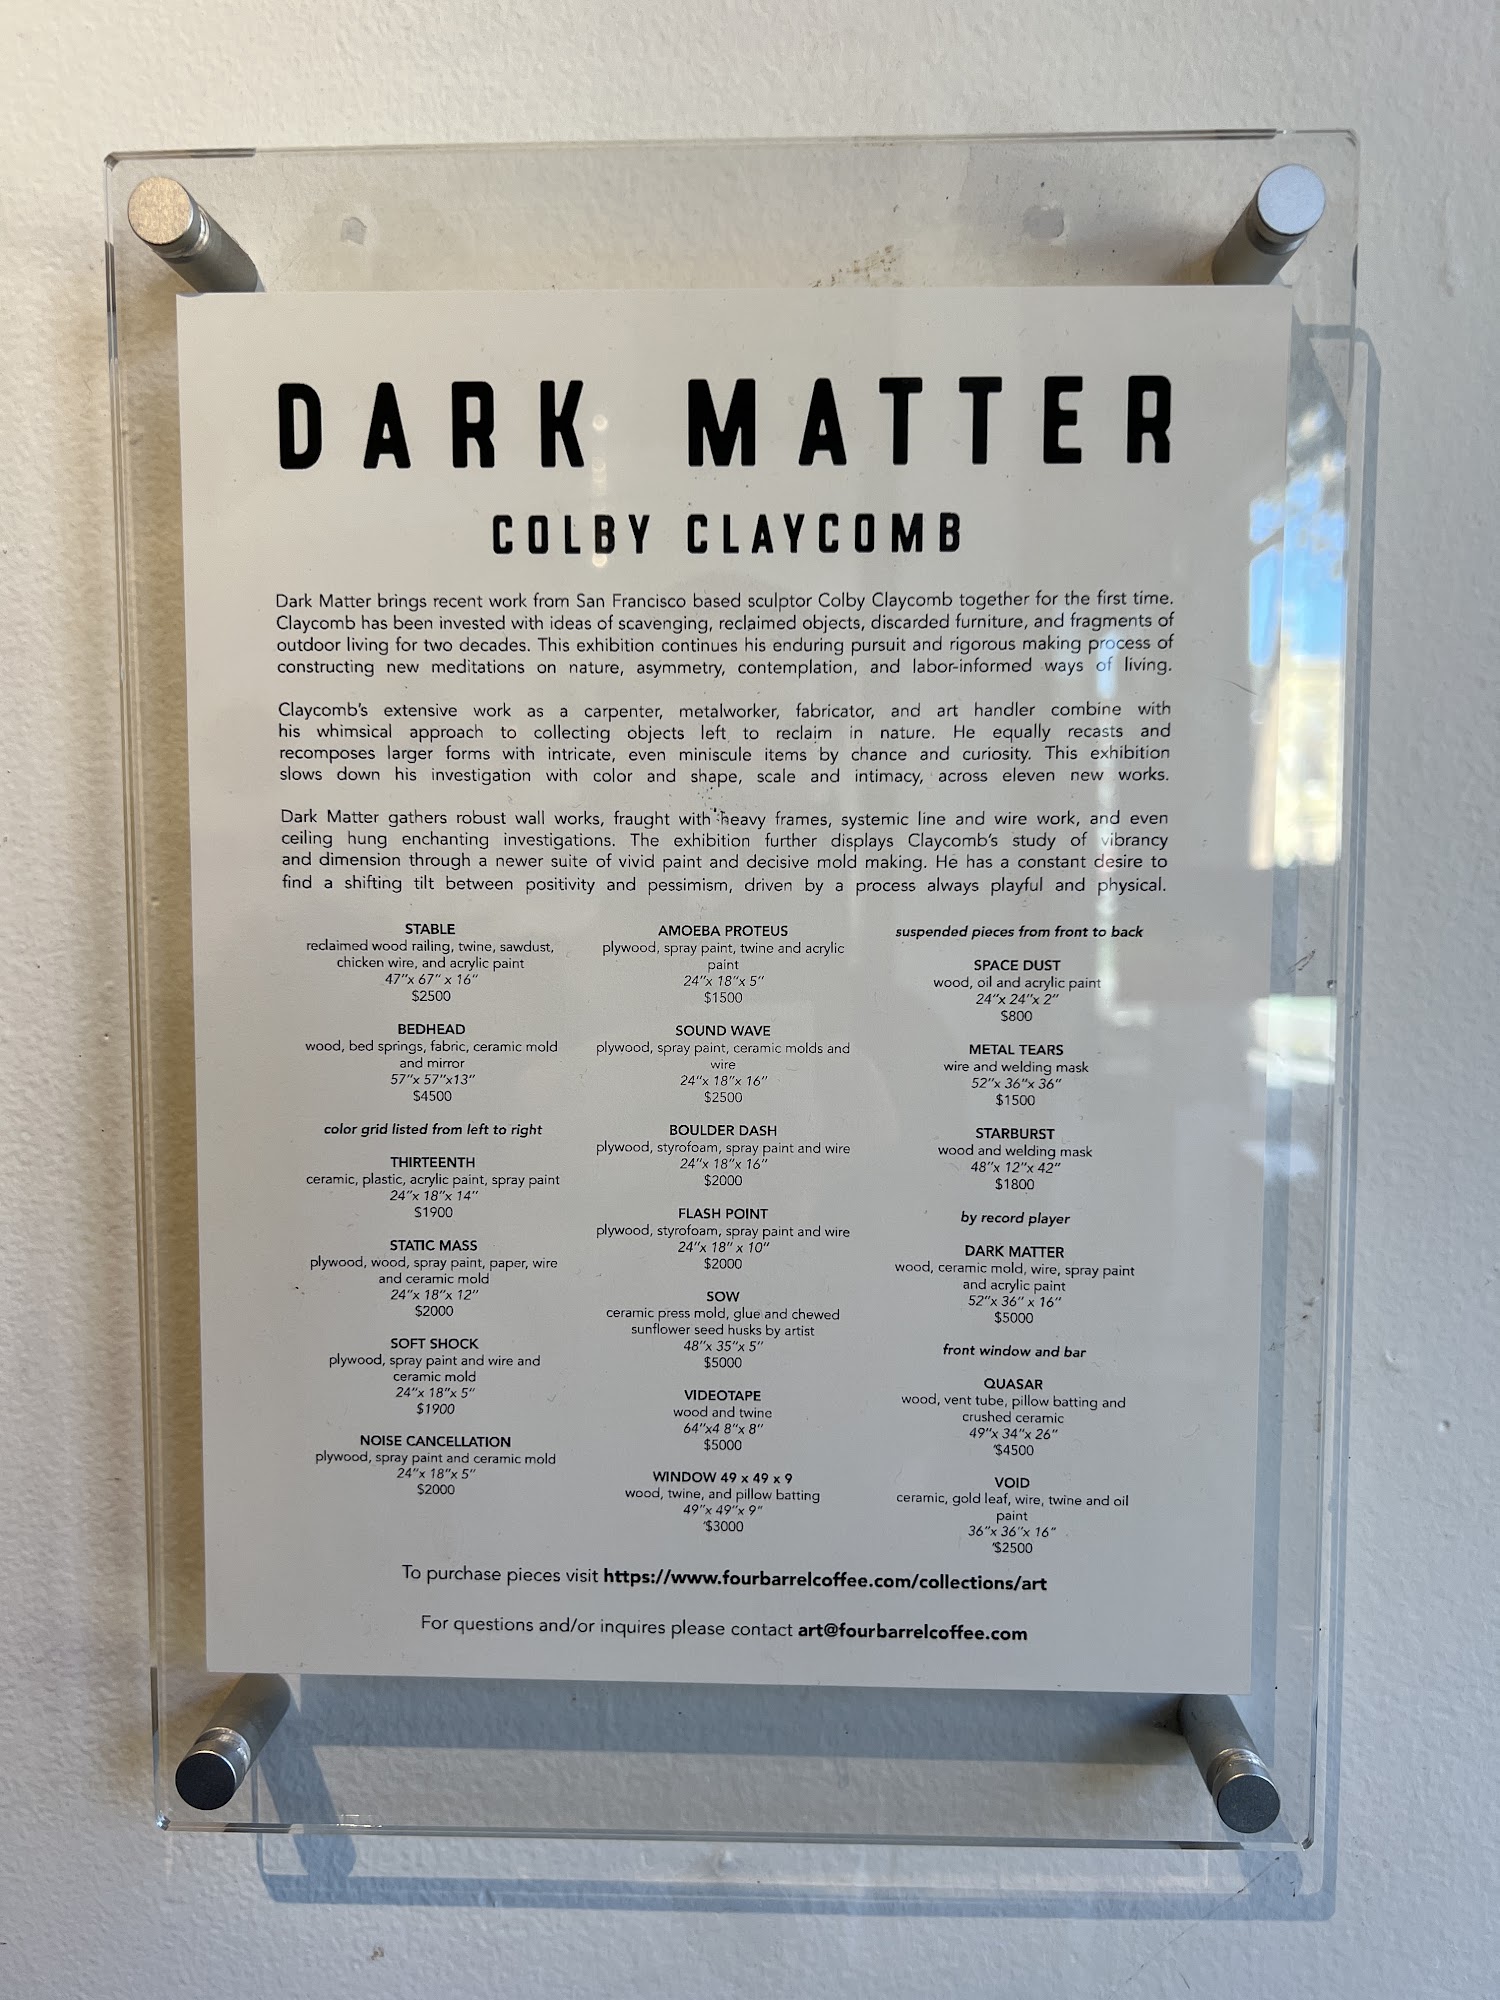 DARK MATTER
COLBY CLAYCOMB
Dark Matter brings recent work from San Francisco based sculptor Colby Claycomb together for the first time.
Claycomb has been invested with ideas of scavenging, reclaimed objects, discarded furniture, and fragments of
outdoor living for two decades. This exhibition continues his enduring pursuit and rigorous making process of
constructing new meditations on nature, asymmetry, contemplation, and labor-informed ways of living.
Claycomb's extensive work as a carpenter, metalworker, fabricator, and art handler combine with
his whimsical approach to collecting objects left to reclaim in nature. He equally recasts and
recomposes larger forms with intricate, even miniscule items by chance and curiosity. This exhibition
slows down his investigation with color and shape, scale and intimacy, across eleven new works.
Dark Matter gathers robust wall works, fraught with heavy frames, systemic line and wire work, and even
ceiling hung enchanting investigations. The exhibition further displays Claycomb's study of vibrancy
and dimension through a newer suite of vivid paint and decisive mold making. He has a constant desire to
find a shifting tilt between positivity and pessimism, driven by a process always playful and physical.
STABLE
reclaimed wood railing, twine, sawdust,
chicken wire, and acrylic paint
47"x 67" x 16"
$2500
BEDHEAD
wood, bed springs, fabric, ceramic mold
and mirror
57"x 57"x13"
$4500
color grid listed from left to right
THIRTEENTH
ceramic, plastic, acrylic paint, spray paint
24"x 18"x 14"
$1900
STATIC MASS
plywood, wood, spray paint, paper, wire
and ceramic mold
24"x 18"x 12"
$2000
SOFT SHOCK
plywood, spray paint and wire and
ceramic mold
24"x 18"x 5"
$1900
NOISE CANCELLATION
plywood, spray paint and ceramic mold
24"x 18"x 5"
$2000
AMOEBA PROTEUS
plywood, spray paint, twine and acrylic
paint
24"x 18"x 5"
$1500
SOUND WAVE
plywood, spray paint, ceramic molds and
wire
24"x 18"x 16"
$2500
BOULDER DASH
plywood, styrofoam, spray paint and wire
24"x 18"x 16"
$2000
FLASH POINT
plywood, styrofoam, spray paint and wire
24"x 18" x 10"
$2000
SOW
ceramic press mold, glue and chewed
sunflower seed husks by artist
48"x 35"x 5"
$5000
VIDEOTAPE
wood and twine
64"x4 8"x 8"
$5000
WINDOW 49 x 49 x 9
wood, twine, and pillow batting
49"x 49"x 9"
'$3000
suspended pieces from front to back
SPACE DUST
wood, oil and acrylic paint
24"x 24"x 2"
$800
METAL TEARS
wire and welding mask
52"x 36"x 36"
$1500
STARBURST
wood and welding mask
48"x 12"x 42"
$1800
by record player
DARK MATTER
wood, ceramic mold, wire, spray paint
and acrylic paint
52"x 36" x 16"
$5000
front window and bar
QUASAR
wood, vent tube, pillow batting and
crushed ceramic
49"x 34"x 26"
'$4500
VOID
ceramic, gold leaf, wire, twine and oil
paint
36"x 36"x 16"
'$2500
To purchase pieces visit https://www.fourbarrelcoffee.com/collections/art
For questions and/or inquires please contact art@fourbarrelcoffee.com